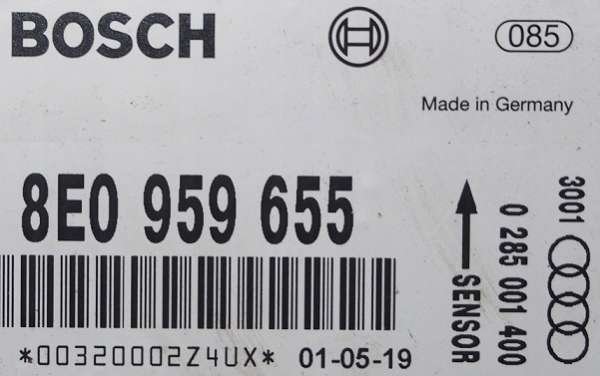 BOSCH
085
Made in Germany
8E0 959 655
*00320002Z4UX* 01-05-19
SENSOR
0 285 001 400
3001